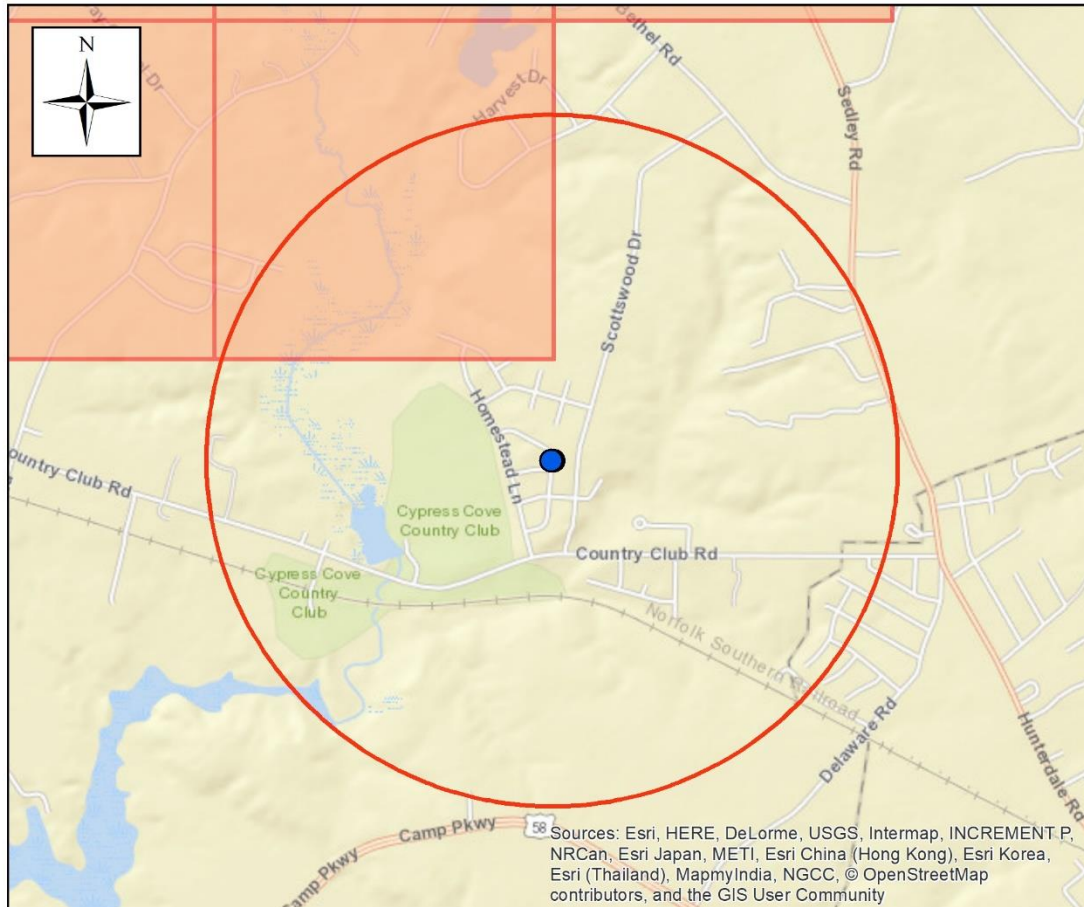 N
Bethel Rd
Harvest Dr
Sedley Rd
Scottswood Dr
Homestead Ln
Country Club Rd
Cypress Cove
Country Club
Country Club Rd
Cypress Cove
Country
Club
Norfolk Southern Railroad
Delaware Rd
Hunterdale Rd
Camp Pkwy
58
Camp Pkwy
Sources: Esri, HERE, DeLorme, USGS, Intermap, INCREMENT P,
NRCan, Esri Japan, METI, Esri China (Hong Kong), Esri Korea,
Esri (Thailand), MapmyIndia, NGCC, © OpenStreetMap
contributors, and the GIS User Community